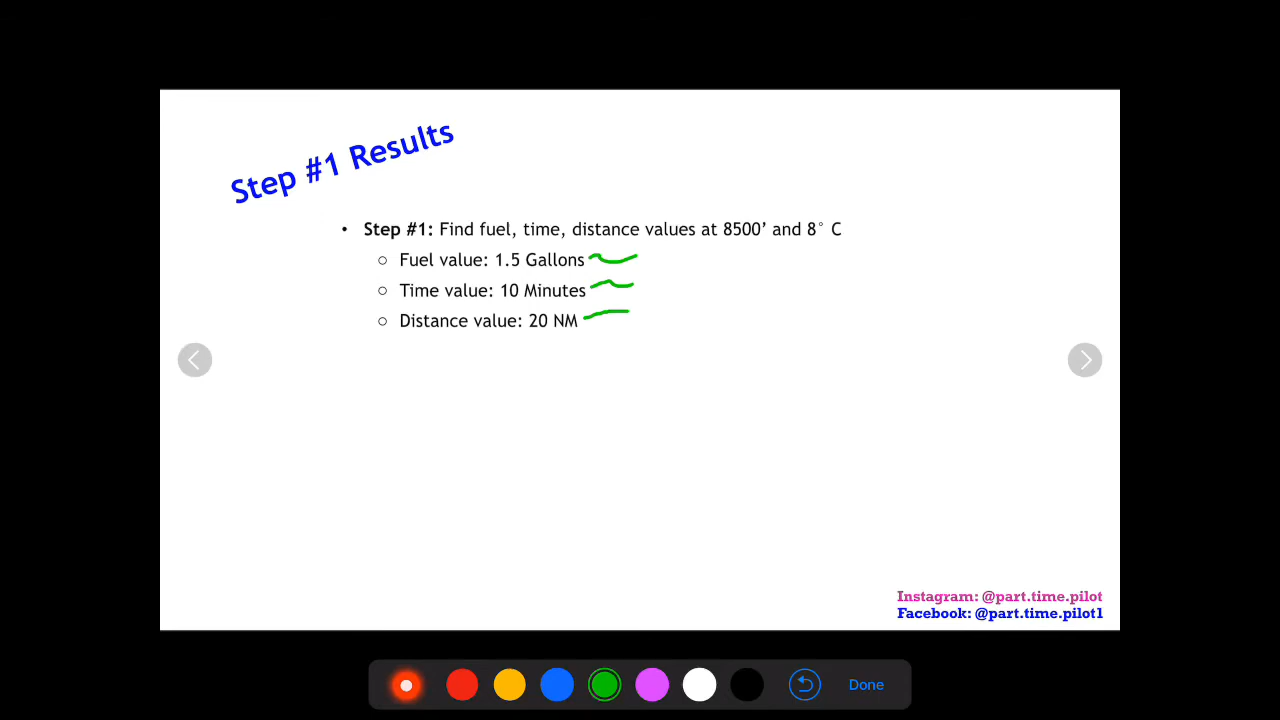 Step #1 Results
• Step #1: Find fuel, time, distance values at 8500’ and 8° C
○ Fuel value: 1.5 Gallons
○ Time value: 10 Minutes
○ Distance value: 20 NM
Instagram: @part.time.pilot
Facebook: @part.time.pilot1
Done